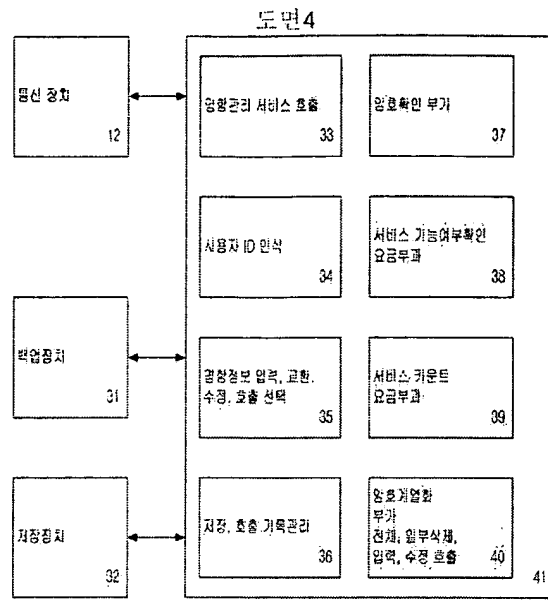 도면4
통신 장치
12
명함관리 서비스 호출
33
암호확인 부가
37
사용자 ID 인식
34
서비스 가능여부확인
요금부과
38
백업장치
31
명함정보 입력, 교환,
수정, 호출 선택
35
서비스 카운트
요금부과
39
저장장치
32
저장, 호출 기록관리
36
암호계열화
부가
전체, 일부삭제,
입력, 수정 호출
40
41